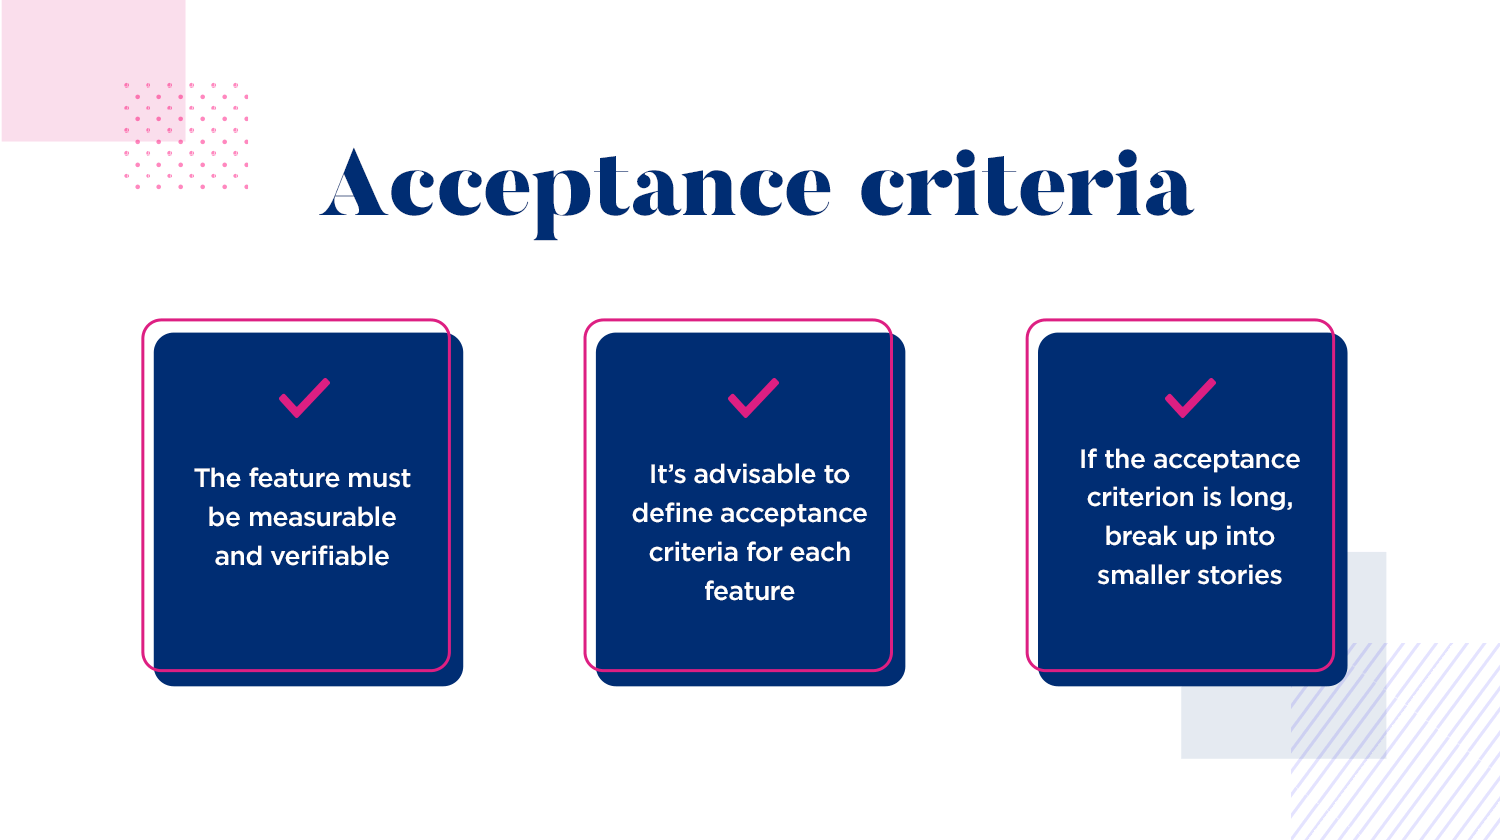 Acceptance criteria
The feature must
be measurable
and verifiable
It’s advisable to
define acceptance
criteria for each
feature
If the acceptance
criterion is long,
break up into
smaller stories